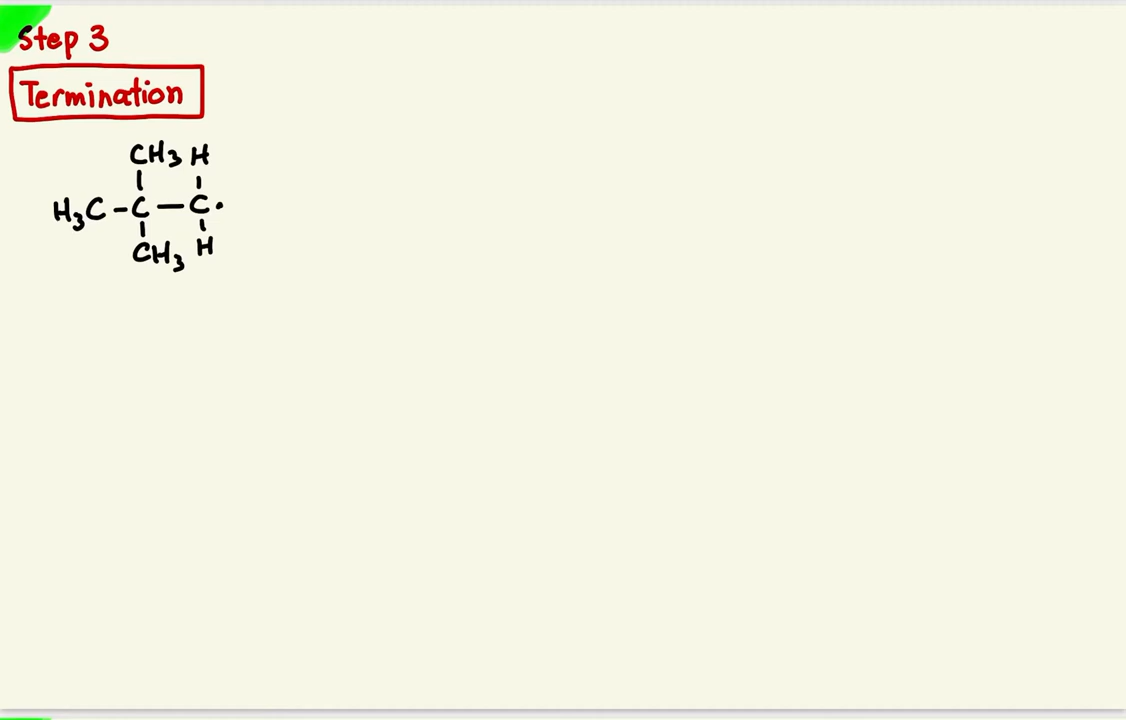 Step 3
Termination
CH3 H
H3C-C-C·
CH3 H